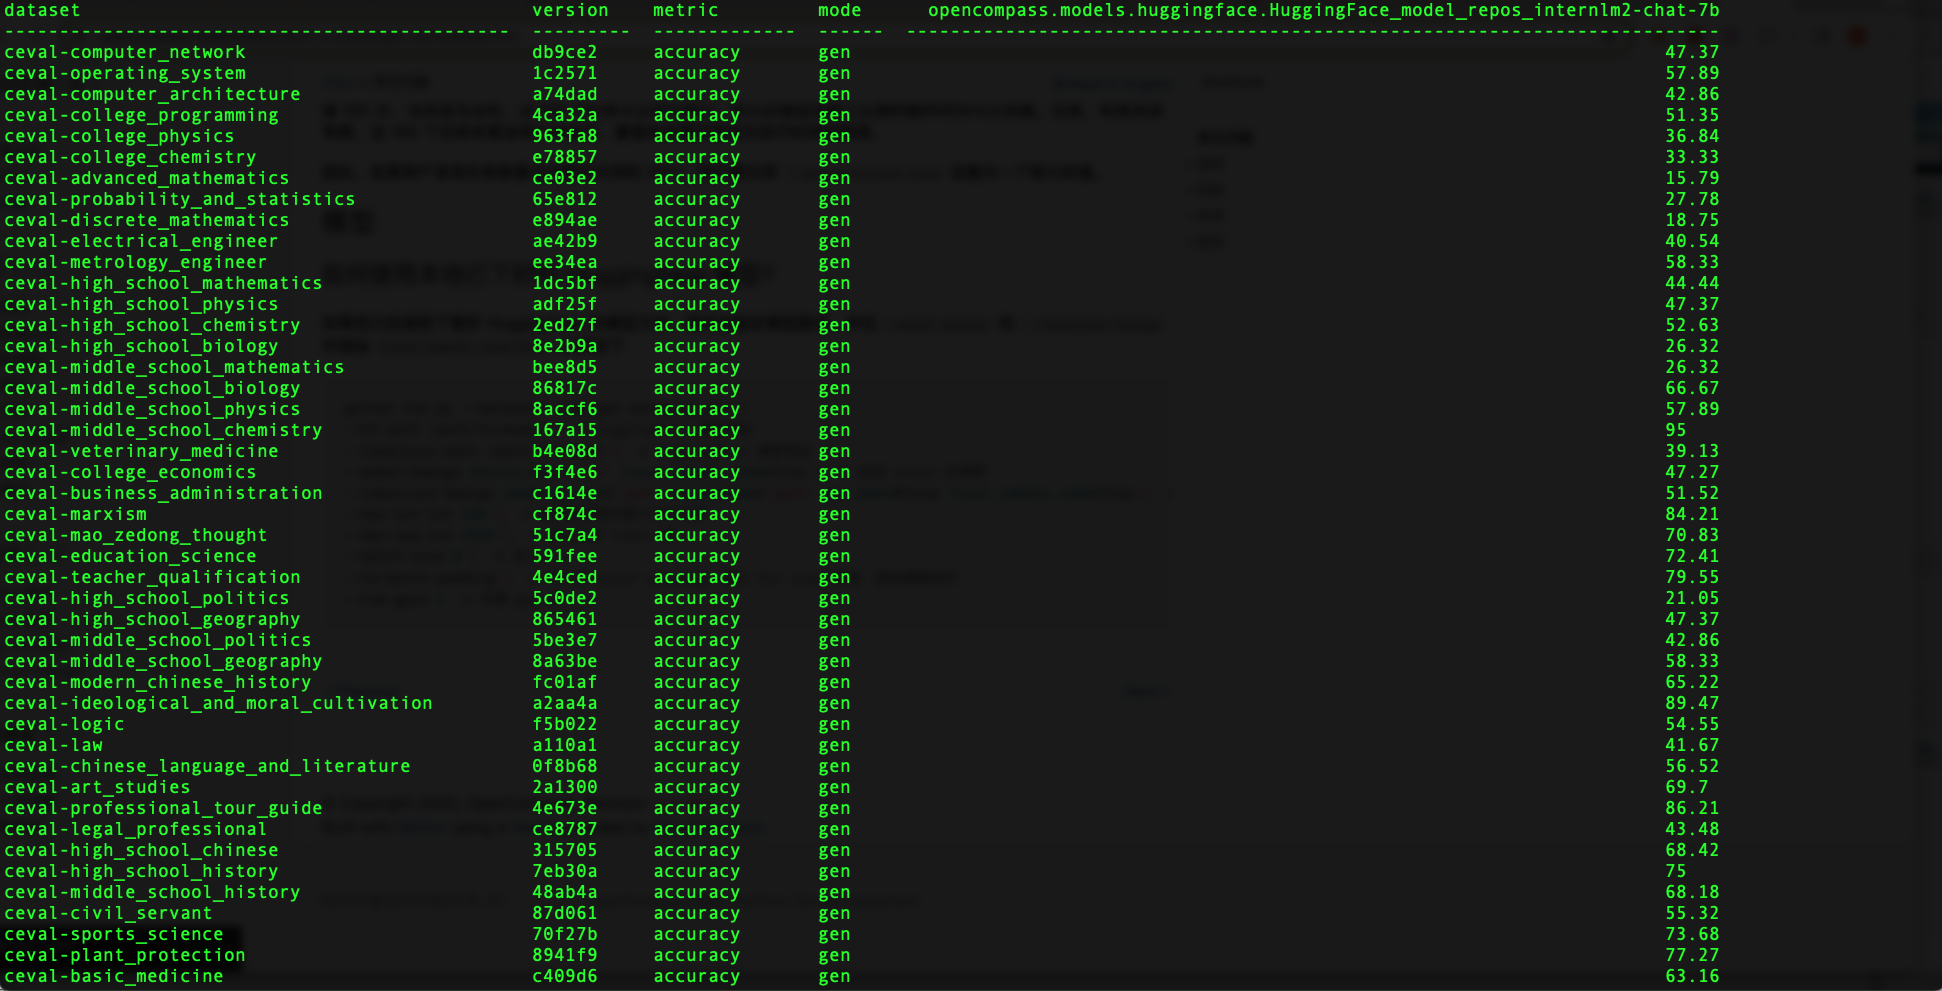 dataset version metric mode opencompass.models.huggingface.HuggingFace_model_repos_internlm2-chat-7b
---------------------------------------------- --------- ------------- ------ --------------------------------------------------------------------------
ceval-computer_network db9ce2 accuracy gen 47.37
ceval-operating_system 1c2571 accuracy gen 57.89
ceval-computer_architecture a74dad accuracy gen 42.86
ceval-college_programming 4ca32a accuracy gen 51.35
ceval-college_physics 963fa8 accuracy gen 36.84
ceval-college_chemistry e78857 accuracy gen 33.33
ceval-advanced_mathematics ce03e2 accuracy gen 15.79
ceval-probability_and_statistics 65e812 accuracy gen 27.78
ceval-discrete_mathematics e894ae accuracy gen 18.75
ceval-electrical_engineer ae42b9 accuracy gen 40.54
ceval-metrology_engineer ee34ea accuracy gen 58.33
ceval-high_school_mathematics 1dc5bf accuracy gen 44.44
ceval-high_school_physics adf25f accuracy gen 47.37
ceval-high_school_chemistry 2ed27f accuracy gen 52.63
ceval-high_school_biology 8e2b9a accuracy gen 26.32
ceval-middle_school_mathematics bee8d5 accuracy gen 26.32
ceval-middle_school_biology 86817c accuracy gen 66.67
ceval-middle_school_physics 8accf6 accuracy gen 57.89
ceval-middle_school_chemistry 167a15 accuracy gen 95
ceval-veterinary_medicine b4e08d accuracy gen 39.13
ceval-college_economics f3f4e6 accuracy gen 47.27
ceval-business_administration c1614e accuracy gen 51.52
ceval-marxism cf874c accuracy gen 84.21
ceval-mao_zedong_thought 51c7a4 accuracy gen 70.83
ceval-education_science 591fee accuracy gen 72.41
ceval-teacher_qualification 4e4ced accuracy gen 79.55
ceval-high_school_politics 5c0de2 accuracy gen 21.05
ceval-high_school_geography 865461 accuracy gen 47.37
ceval-middle_school_politics 5be3e7 accuracy gen 42.86
ceval-middle_school_geography 8a63be accuracy gen 58.33
ceval-modern_chinese_history fc01af accuracy gen 65.22
ceval-ideological_and_moral_cultivation a2aa4a accuracy gen 89.47
ceval-logic f5b022 accuracy gen 54.55
ceval-law a110a1 accuracy gen 41.67
ceval-chinese_language_and_literature 0f8b68 accuracy gen 56.52
ceval-art_studies 2a1300 accuracy gen 69.7
ceval-professional_tour_guide 4e673e accuracy gen 86.21
ceval-legal_professional ce8787 accuracy gen 43.48
ceval-high_school_chinese 315705 accuracy gen 68.42
ceval-high_school_history 7eb30a accuracy gen 75
ceval-middle_school_history 48ab4a accuracy gen 68.18
ceval-civil_servant 87d061 accuracy gen 55.32
ceval-sports_science 70f27b accuracy gen 73.68
ceval-plant_protection 8941f9 accuracy gen 77.27
ceval-basic_medicine c409d6 accuracy gen 63.16